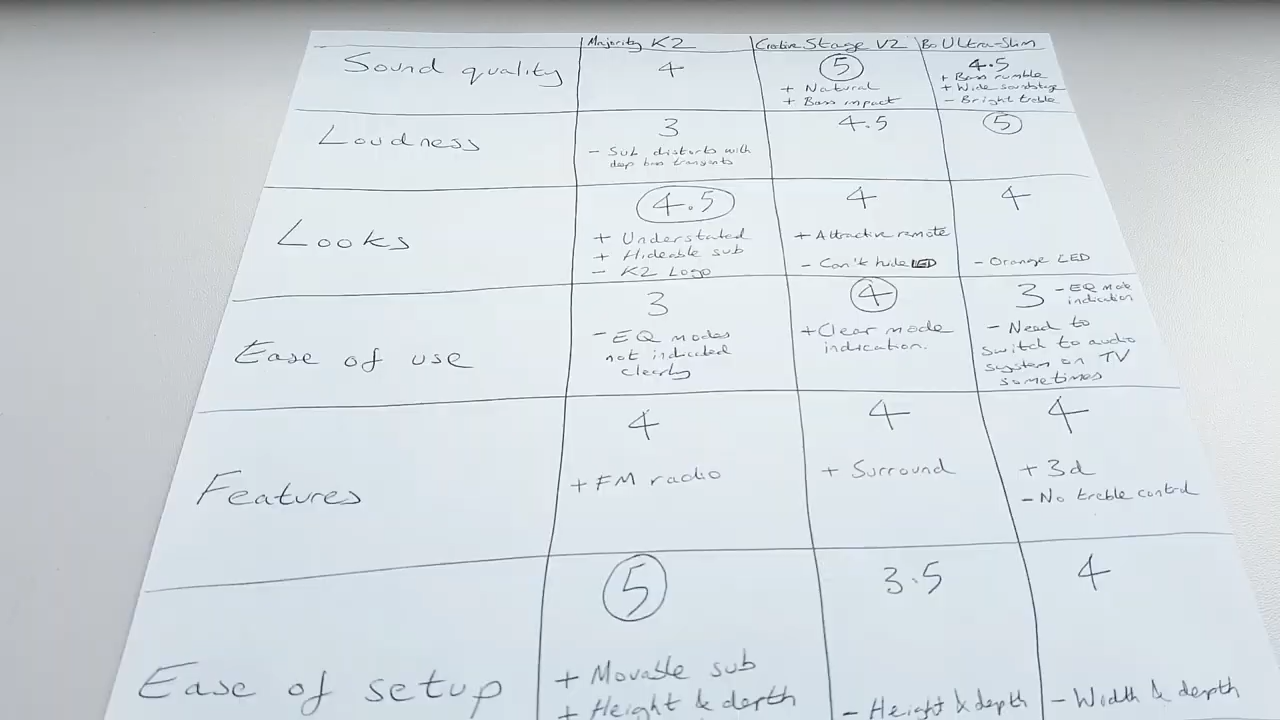 Majority K2 Creative Stage V2 Bo Ultra-Slim
Sound quality
4
5
+ Natural
+ Bass impact
4.5
+ Bass rumble
+ Wide soundstage
- Bright treble
Loudness
3
- Sub distorts with
deep bass transients
4.5
5
Looks
4.5
+ Understated
+ Hideable sub
- K2 Logo
4
+ Attractive remote
- Can't hide LED
4
- Orange LED
Ease of use
3
- EQ modes
not indicated
clearly
4
+ Clear mode
indication.
3 - EQ mode
indication
- Need to
switch to audio
system on TV
sometimes
Features
4
+ FM radio
4
+ Surround
4
+ 3d
- No treble control
Ease of setup
5
+ Movable sub
+ Height & depth
3.5
- Height & depth
4
- Width & depth